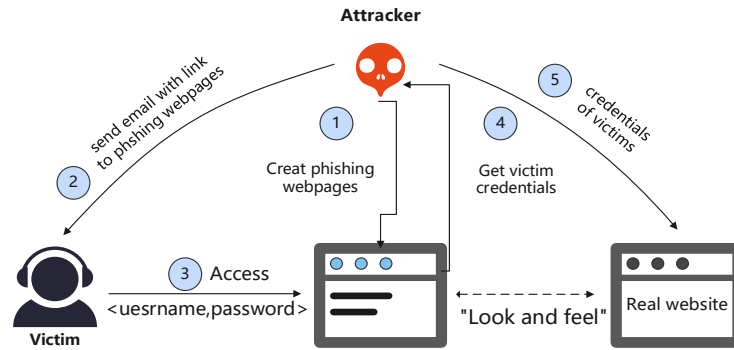 Attracker
1
Creat phishing
webpages
2
send email with link
to phshing webpages
3
Access
<uesrname,password>
Victim
4
Get victim
credentials
5
credentials
of victims
"Look and feel"
Real website